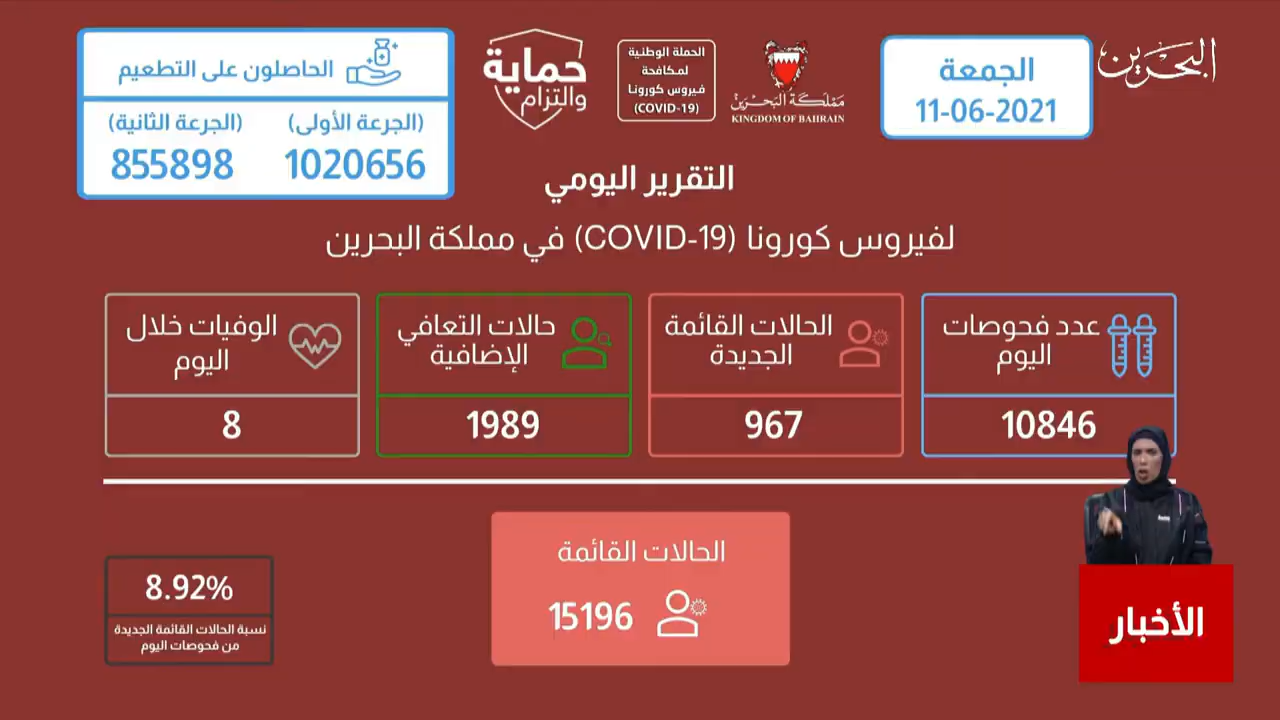 البحرين
الجمعة
11-06-2021
مملكة البحرين
KINGDOM OF BAHRAIN
الحملة الوطنية
لمكافحة
فيروس كورونا
(COVID-19)
حماية
والتزام
الحاصلون على التطعيم
(الجرعة الأولى) (الجرعة الثانية)
1020656 855898
التقرير اليومي
لفيروس كورونا (COVID-19) في مملكة البحرين
عدد فحوصات
اليوم
10846
الحالات القائمة
الجديدة
967
حالات التعافي
الإضافية
1989
الوفيات خلال
اليوم
8
الحالات القائمة
15196
8.92%
نسبة الحالات القائمة الجديدة
من فحوصات اليوم
الأخبار